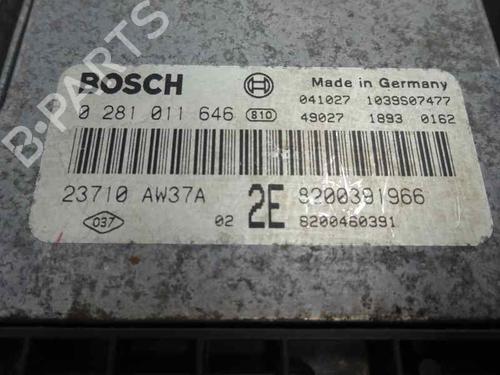 B-PARTS
BOSCH
Made in Germany
0 281 011 646 810
041027 1039S07477
49027 1893 0162
23710 AW37A
2E
8200391966
037
02
8200460391